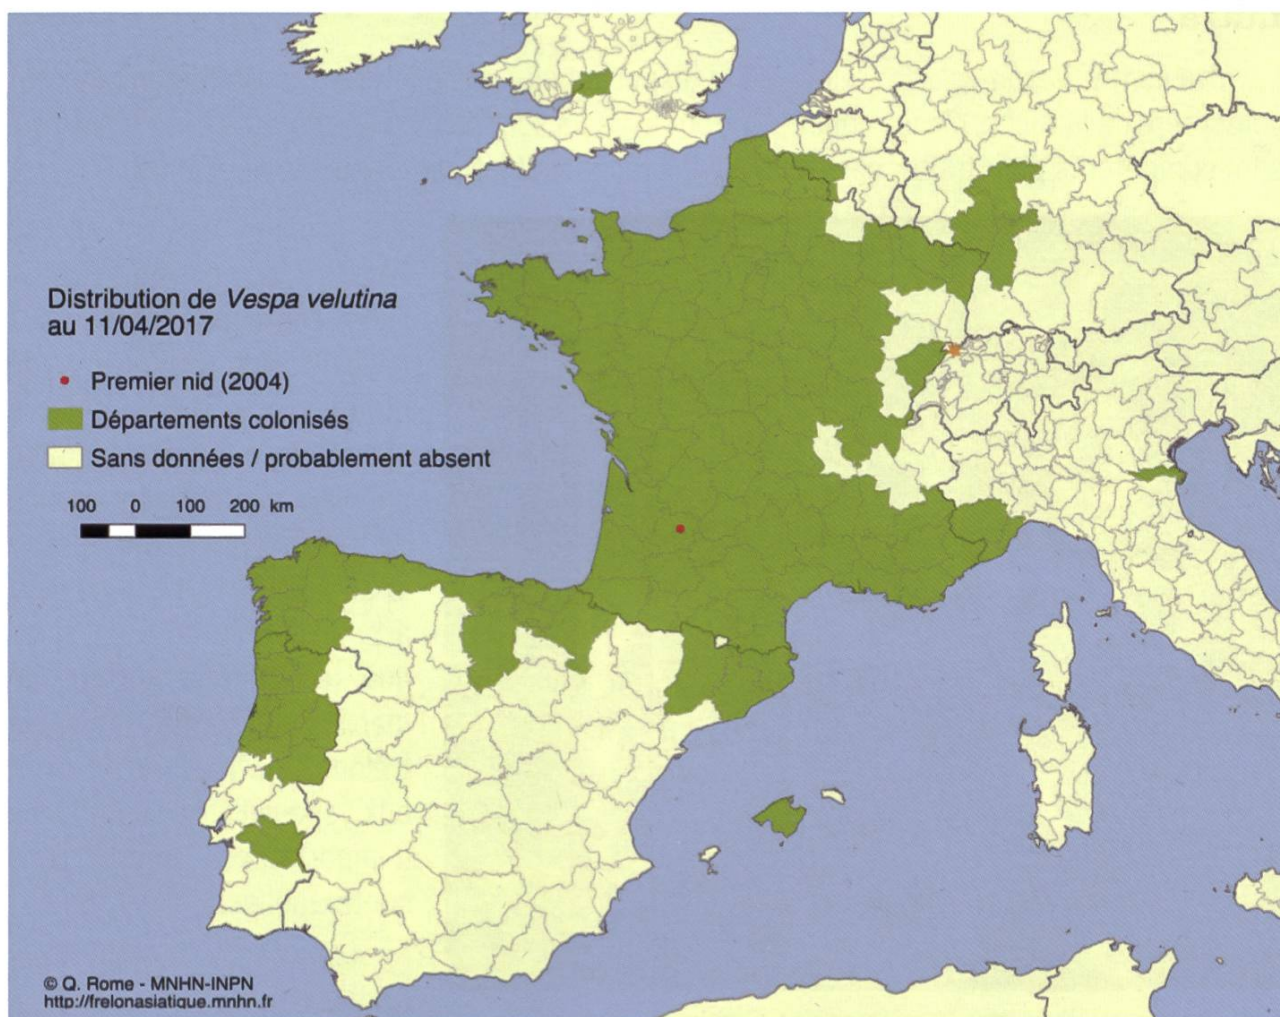 Distribution de Vespa velutina
au 11/04/2017
Premier nid (2004)
Départements colonisés
Sans données / probablement absent
100 0 100 200 km
© Q. Rome - MNHN-INPN
http://frelonasiatique.mnhn.fr